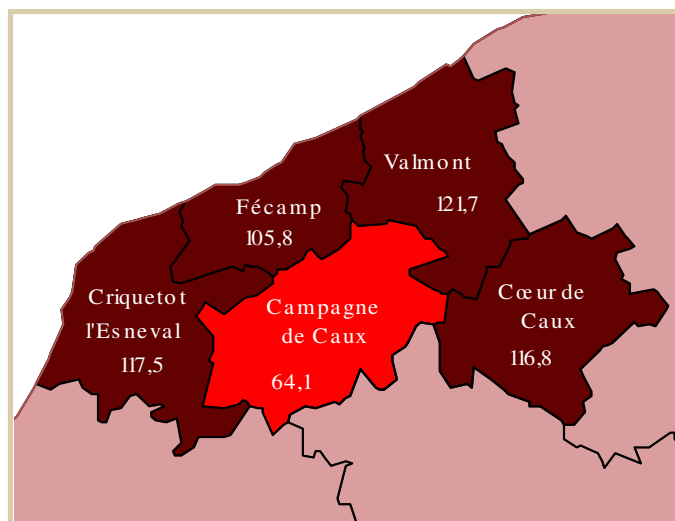 Valmont
121,7
Fécamp
105,8
Criquetot
l'Esneval
117,5
Campagne
de Caux
64,1
Cœur de
Caux
116,8